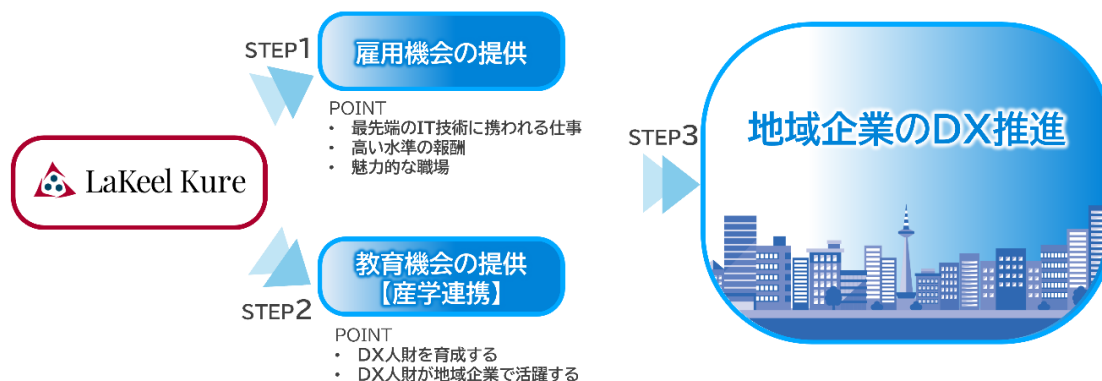 STEP1
雇用機会の提供
POINT
・ 最先端のIT技術に携われる仕事
・ 高い水準の報酬
・ 魅力的な職場
LaKeel Kure
STEP2
教育機会の提供
【産学連携】
POINT
・ DX人財を育成する
・ DX人財が地域企業で活躍する
STEP3
地域企業のDX推進